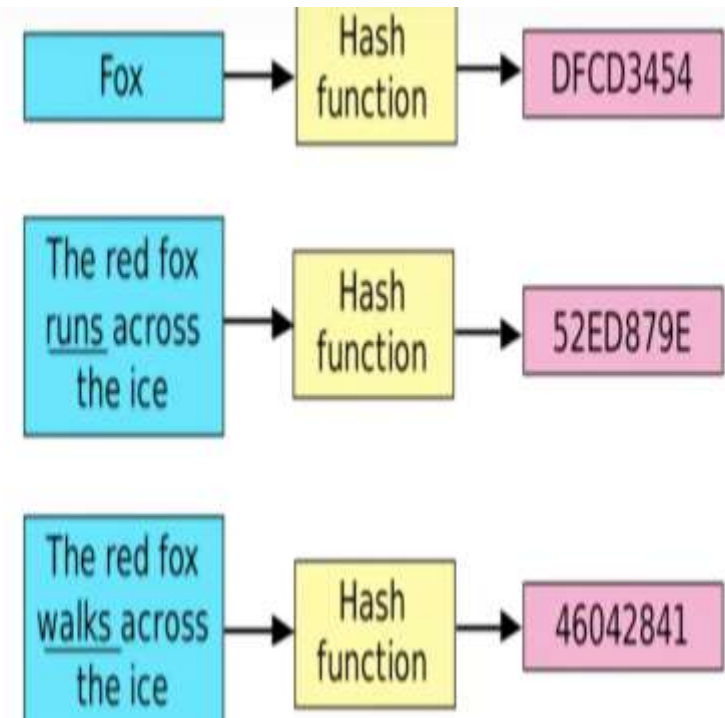 Fox
Hash
function
DFCD3454
The red fox
runs across
the ice
Hash
function
52ED879E
The red fox
walks across
the ice
Hash
function
46042841